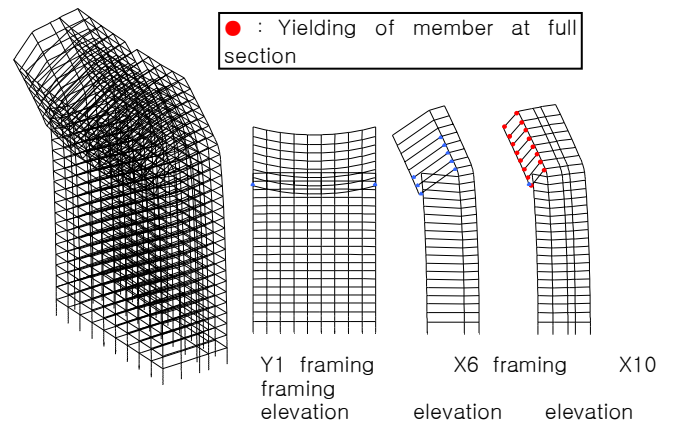 ● : Yielding of member at full
section
Y1 framing X6 framing X10
framing
elevation elevation elevation